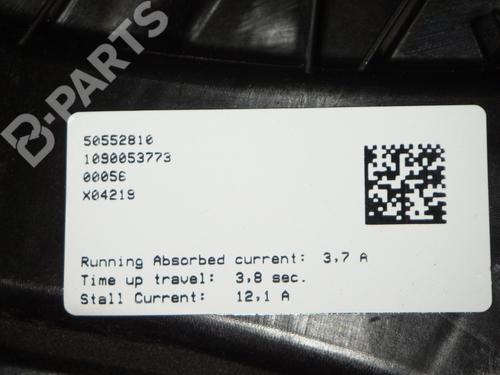 B-PARTS
50552810
1090053773
00056
X04219
Running Absorbed current: 3,7 A
Time up travel: 3,8 sec.
Stall Current: 12,1 A